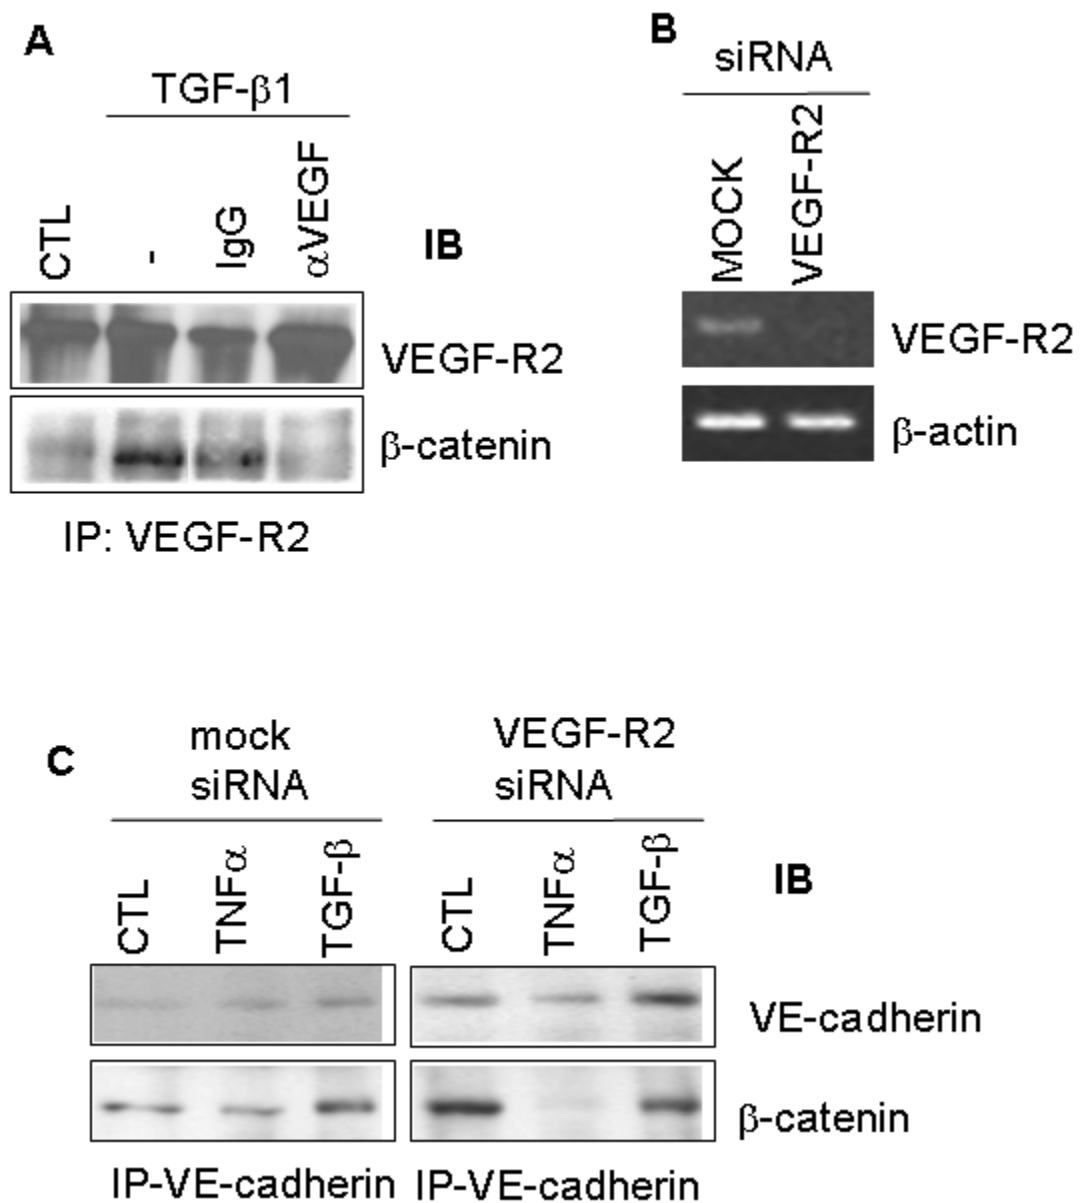 A
TGF-β1
CTL
-
IgG
αVEGF
IB
VEGF-R2
β-catenin
IP: VEGF-R2
B
siRNA
MOCK
VEGF-R2
VEGF-R2
β-actin
C
mock
siRNA
VEGF-R2
siRNA
CTL
TNFα
TGF-β
CTL
TNFα
TGF-β
IB
VE-cadherin
β-catenin
IP-VE-cadherin
IP-VE-cadherin